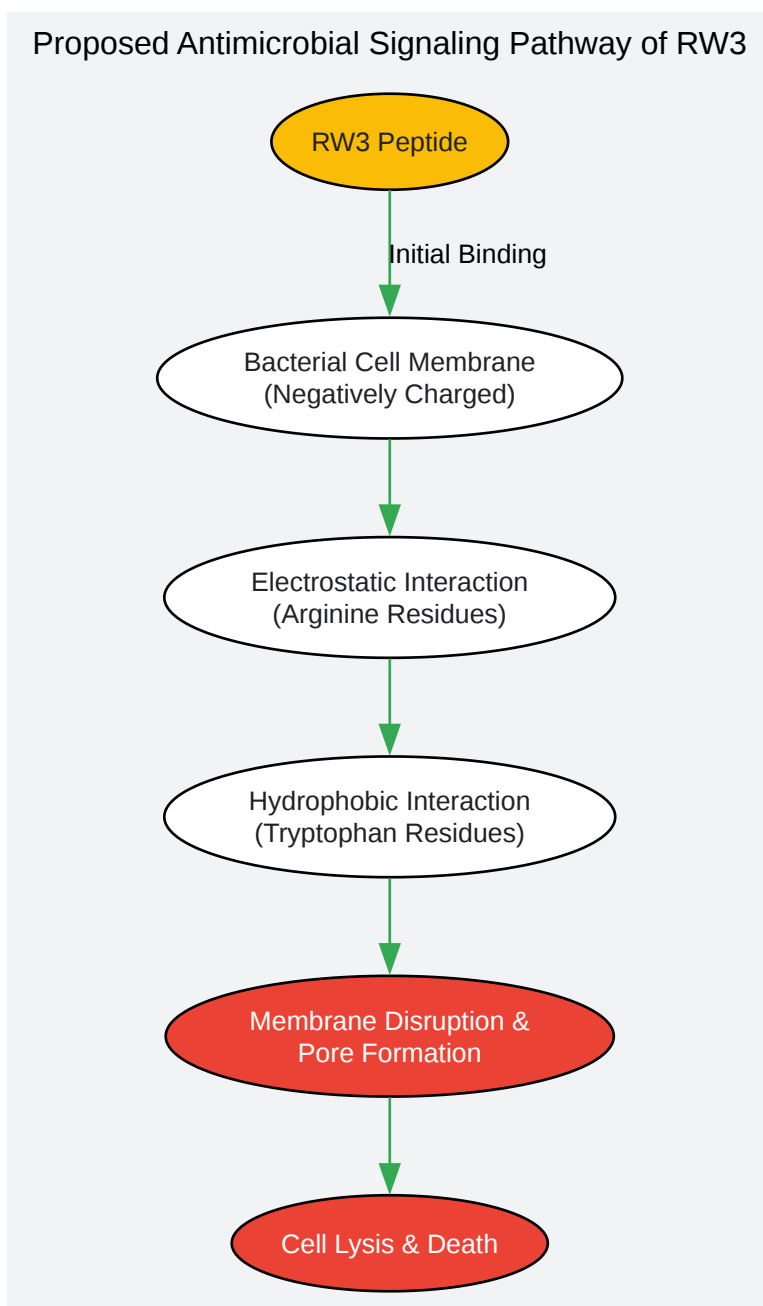 Proposed Antimicrobial Signaling Pathway of RW3
RW3 Peptide
Initial Binding
Bacterial Cell Membrane
(Negatively Charged)
Electrostatic Interaction
(Arginine Residues)
Hydrophobic Interaction
(Tryptophan Residues)
Membrane Disruption &
Pore Formation
Cell Lysis & Death